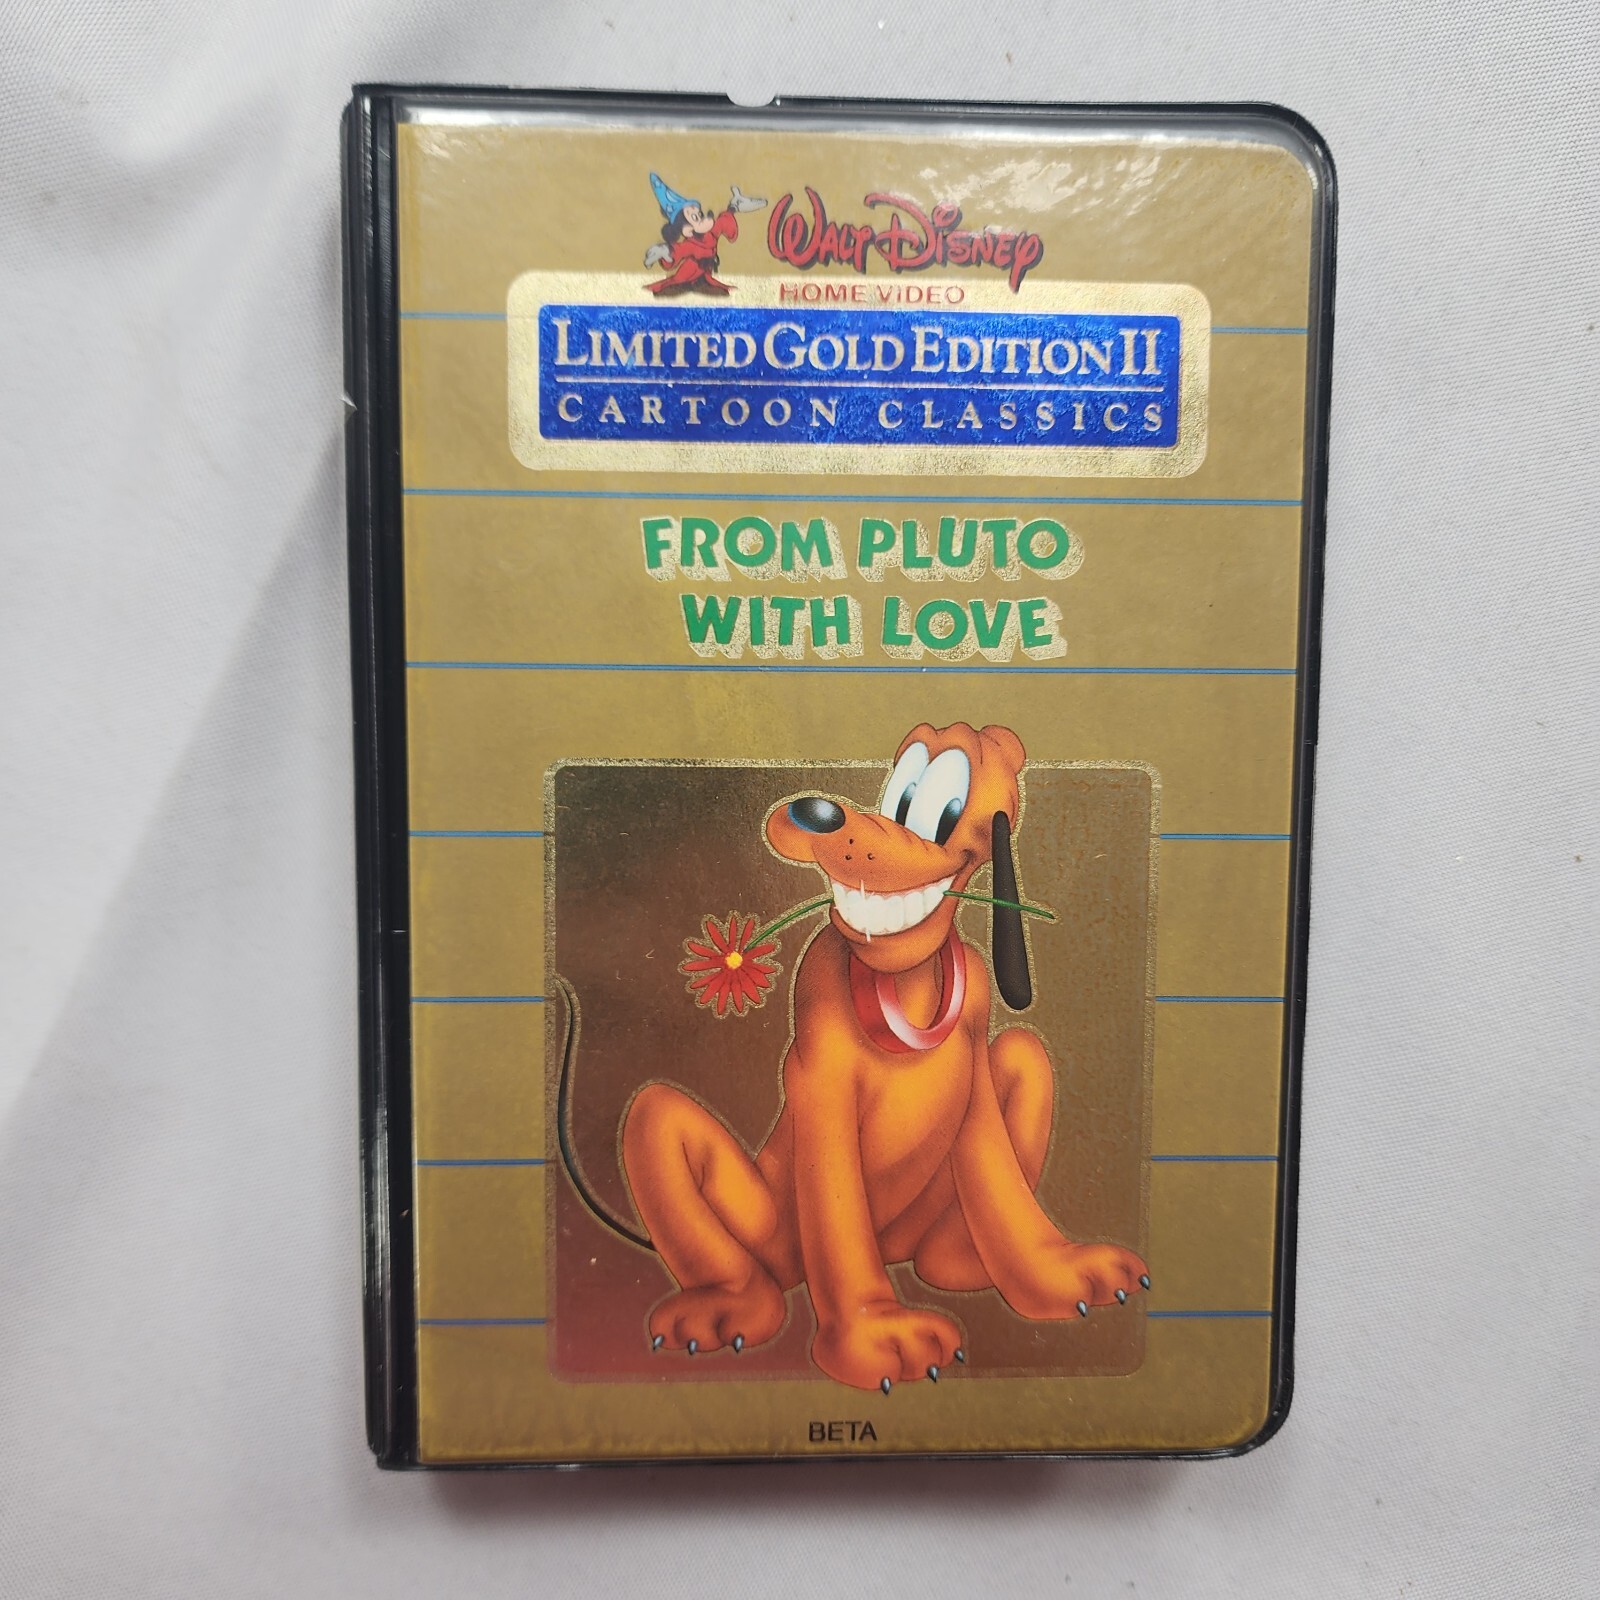 WALT DISNEY
HOME VIDEO
LIMITED GOLD EDITION II
CARTOON CLASSICS
FROM PLUTO
WITH LOVE
BETA